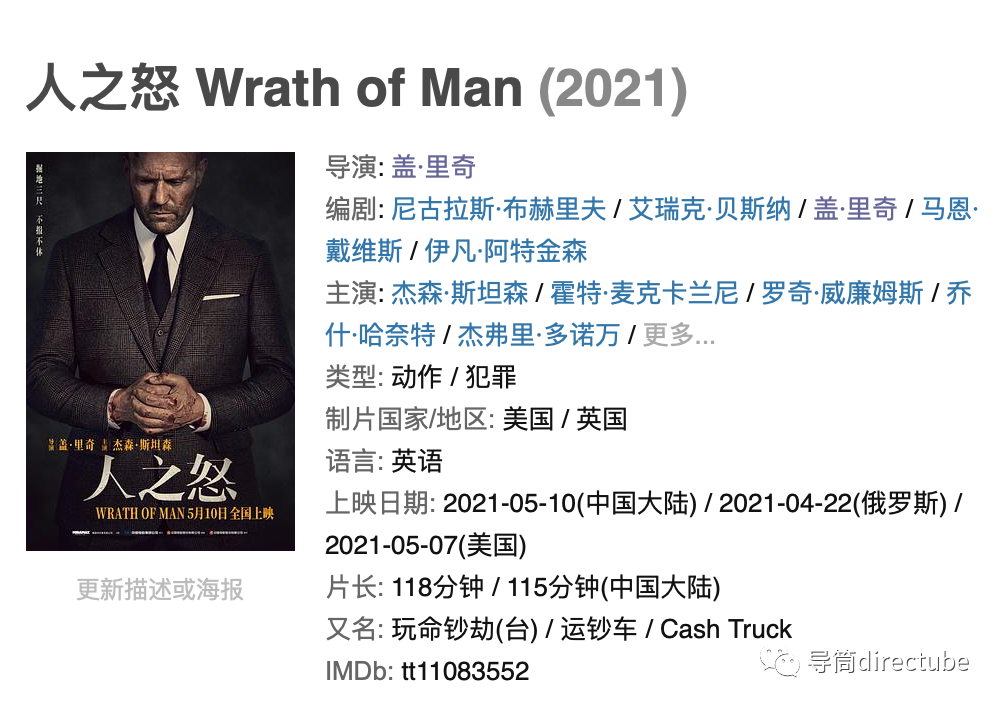 人之怒 Wrath of Man (2021)
掘地三尺 不报不休
导演 盖·里奇 主演 杰森·斯坦森
人之怒
WRATH OF MAN 5月10日 全国上映
MIRAMAX
更新描述或海报
导演: 盖·里奇
编剧: 尼古拉斯·布赫里夫 / 艾瑞克·贝斯纳 / 盖·里奇 / 马恩·
戴维斯 / 伊凡·阿特金森
主演: 杰森·斯坦森 / 霍特·麦克卡兰尼 / 罗奇·威廉姆斯 / 乔
什·哈奈特 / 杰弗里·多诺万 / 更多...
类型: 动作 / 犯罪
制片国家/地区: 美国 / 英国
语言: 英语
上映日期: 2021-05-10(中国大陆) / 2021-04-22(俄罗斯) /
2021-05-07(美国)
片长: 118分钟 / 115分钟(中国大陆)
又名: 玩命钞劫(台) / 运钞车 / Cash Truck
IMDb: tt11083552
导筒directube